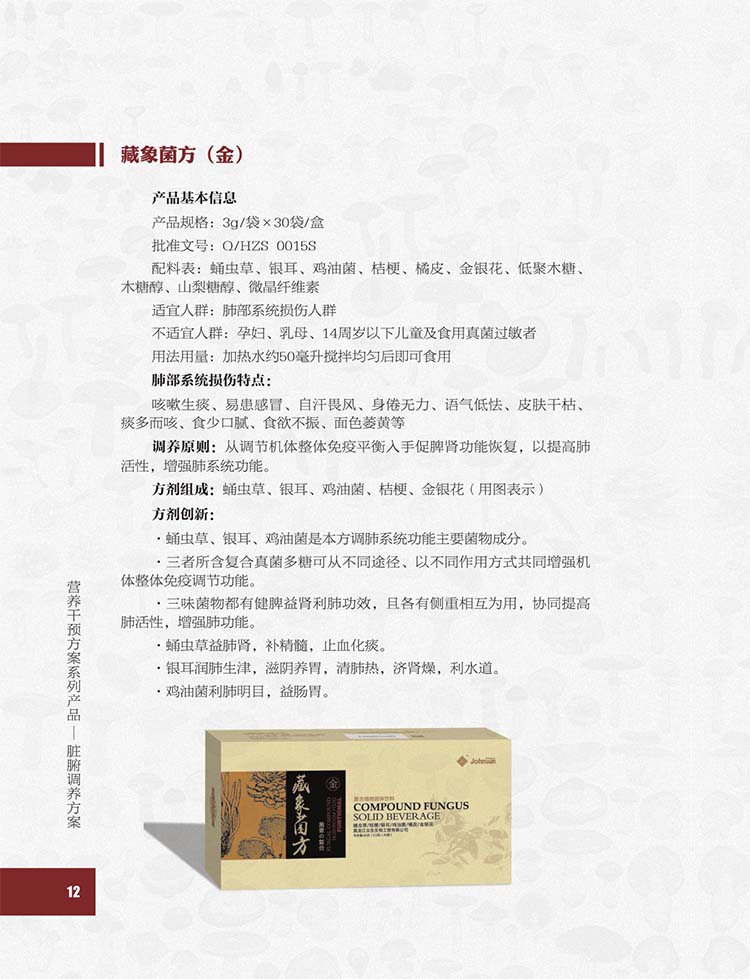 藏象菌方（金）
产品基本信息
产品规格：3g/袋×30袋/盒
批准文号：Q/HZS 0015S
配料表：蛹虫草、银耳、鸡油菌、桔梗、橘皮、金银花、低聚木糖、
木糖醇、山梨糖醇、微晶纤维素
适宜人群：肺部系统损伤人群
不适宜人群：孕妇、乳母、14周岁以下儿童及食用真菌过敏者
用法用量：加热水约50毫升搅拌均匀后即可食用
肺部系统损伤特点：
咳嗽生痰、易患感冒、自汗畏风、身倦无力、语气低怯、皮肤干枯、
痰多而咳、食少口腻、食欲不振、面色萎黄等
调养原则：从调节机体整体免疫平衡入手促脾肾功能恢复，以提高肺
活性，增强肺系统功能。
方剂组成：蛹虫草、银耳、鸡油菌、桔梗、金银花（用图表示）
方剂创新：
·蛹虫草、银耳、鸡油菌是本方调肺系统功能主要菌物成分。
·三者所含复合真菌多糖可从不同途径、以不同作用方式共同增强机
体整体免疫调节功能。
·三味菌物都有健脾益肾利肺功效，且各有侧重相互为用，协同提高
肺活性，增强肺功能。
·蛹虫草益肺肾，补精髓，止血化痰。
·银耳润肺生津，滋阴养胃，清肺热，济肾燥，利水道。
·鸡油菌利肺明目，益肠胃。
营养干预方案系列产品—脏腑调养方案
12
藏象菌方
金
FUNCTIONAL
Johnsun
COMPOUND FUNGUS
SOLID BEVERAGE